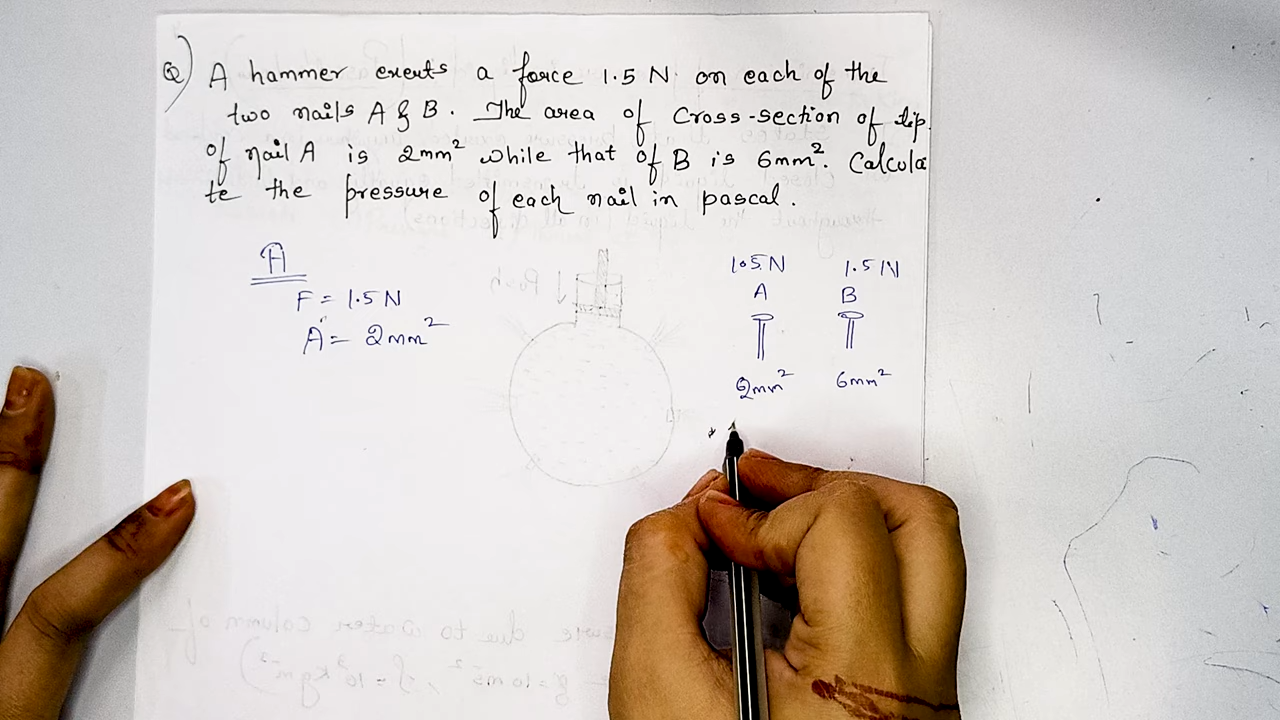 Q) A hammer exerts a force 1.5 N on each of the
two nails A & B. The area of cross-section of tip
of nail A is 2mm² while that of B is 6mm². Calcula
te the pressure of each nail in pascal.
A
F = 1.5 N
A = 2mm²
1.5 N 1.5 N
A B
2mm² 6mm²